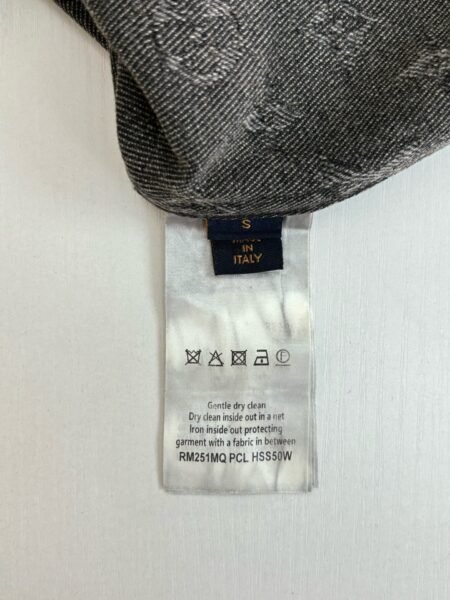 S
MADE
IN
ITALY
Gentle dry clean
Dry clean inside out in a net
Iron inside out protecting
garment with a fabric in between
RM251MQ PCL HSS50W